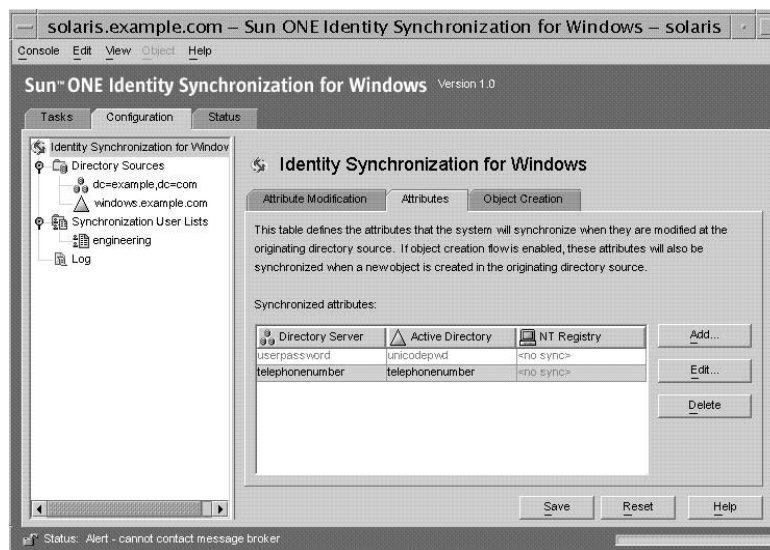 solaris.example.com – Sun ONE Identity Synchronization for Windows – solaris
Console Edit View Object Help
Sun™ ONE Identity Synchronization for Windows Version 1.0
Tasks Configuration Status
Identity Synchronization for Window
Directory Sources
dc=example,dc=com
windows.example.com
Synchronization User Lists
engineering
Log
Identity Synchronization for Windows
Attribute Modification Attributes Object Creation
This table defines the attributes that the system will synchronize when they are modified at the
originating directory source. If object creation flow is enabled, these attributes will also be
synchronized when a new object is created in the originating directory source.
Synchronized attributes:
Directory Server Active Directory NT Registry
userpassword unicodepwd <no sync>
telephonenumber telephonenumber <no sync>
Add...
Edit...
Delete
Save Reset Help
Status: Alert - cannot contact message broker